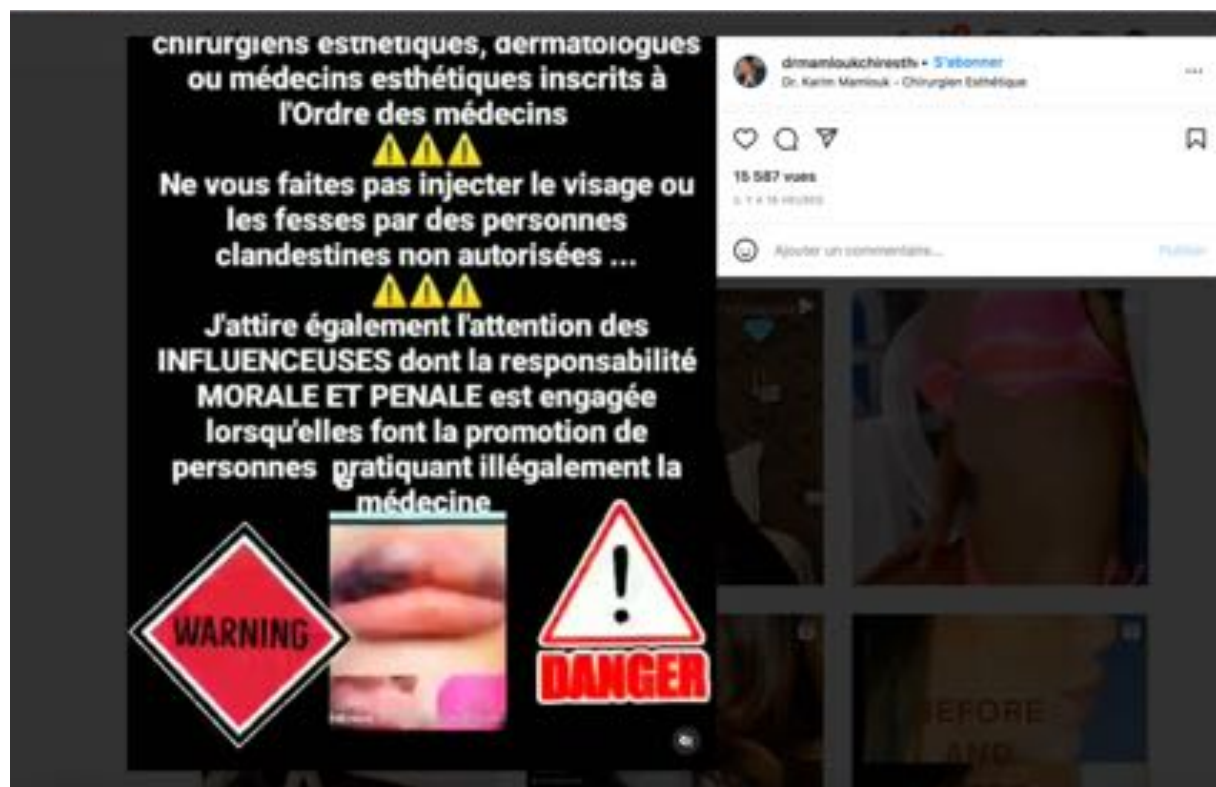 chirurgiens esthétiques, dermatologues
ou médecins esthétiques inscrits à
l'Ordre des médecins
Ne vous faites pas injecter le visage ou
les fesses par des personnes
clandestines non autorisées ...
J'attire également l'attention des
INFLUENCEUSES dont la responsabilité
MORALE ET PENALE est engagée
lorsqu'elles font la promotion de
personnes pratiquant illégalement la
médecine
WARNING
DANGER
drmamloukchiresth • S'abonner
Dr. Karim Mamlouk - Chirurgien Esthétique
15 587 vues
IL Y A 16 HEURES
Ajouter un commentaire...
Publier
BEFORE
AND